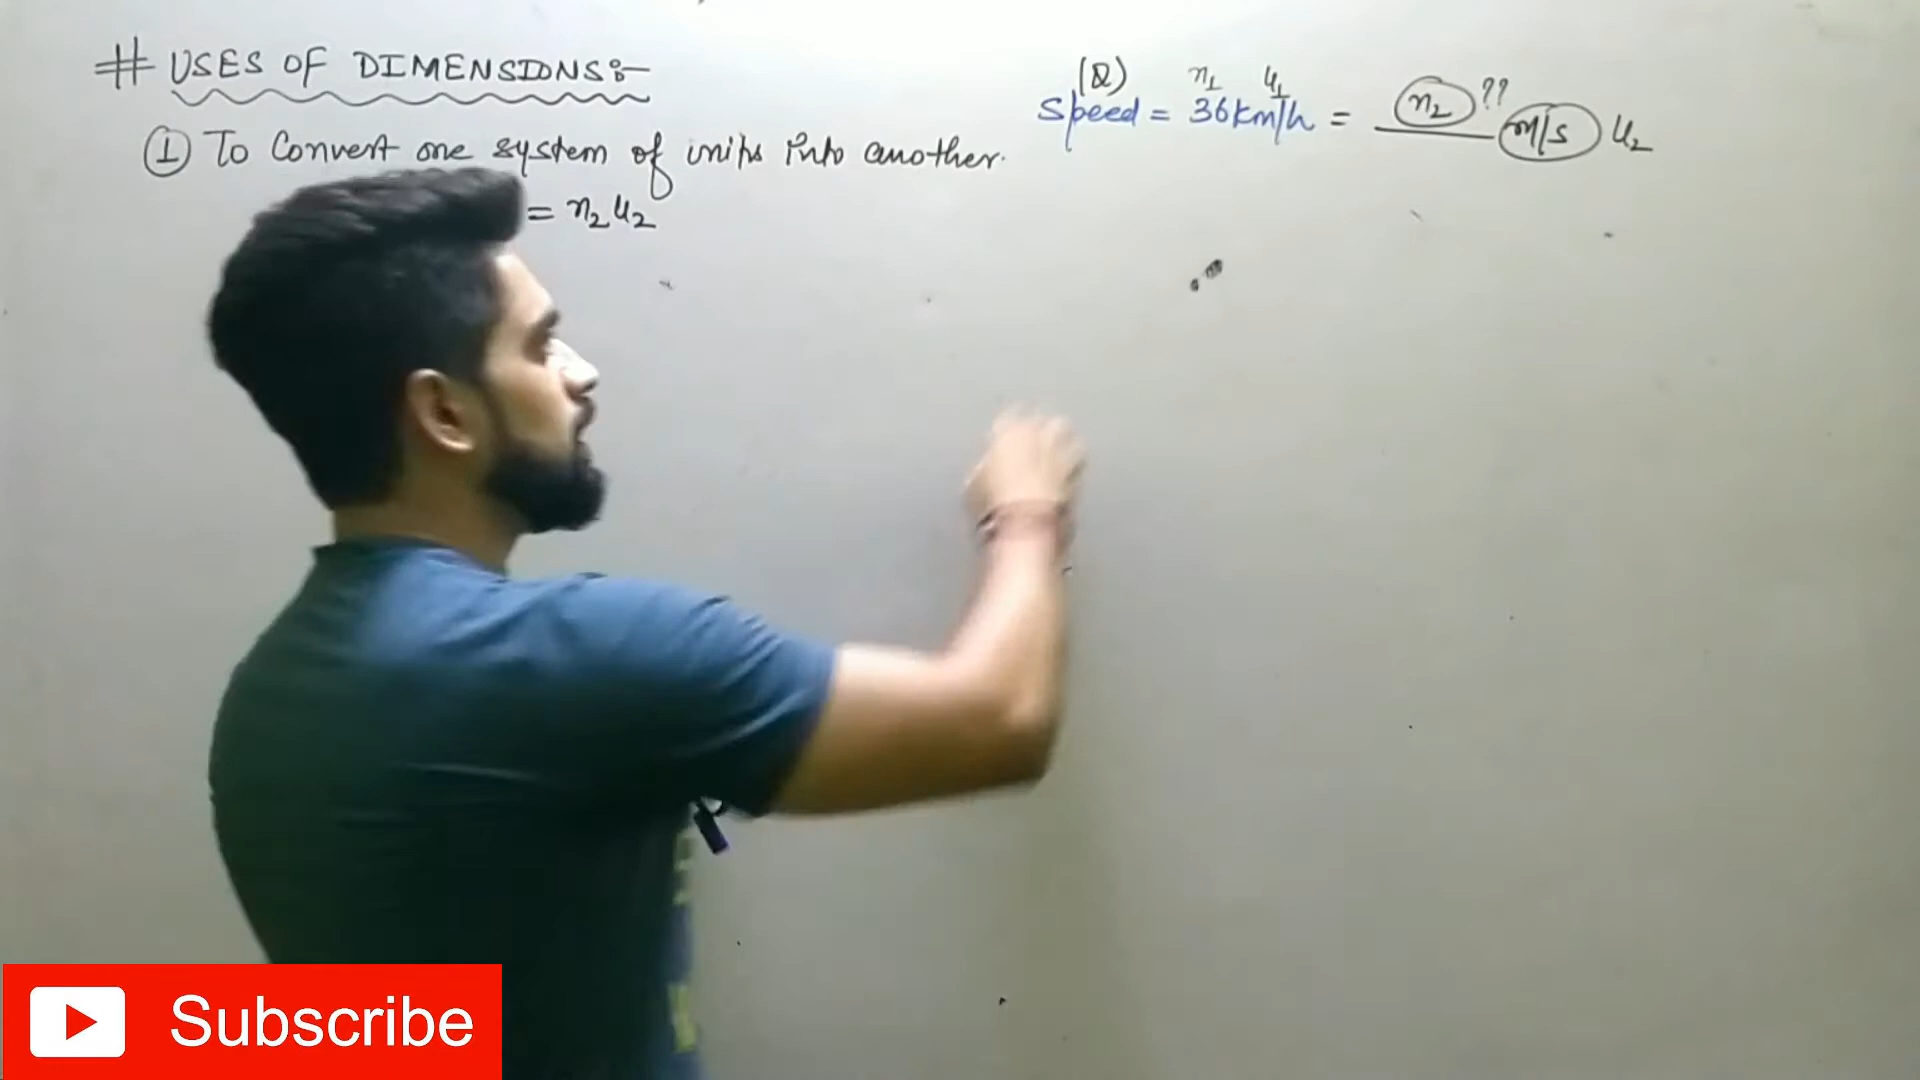 # USES OF DIMENSIONS:-
① To Convert one system of units into another.
= n₂u₂
(Q) n₁ u₁
Speed = 36km/h = n₂ ?? m/s u₂
Subscribe